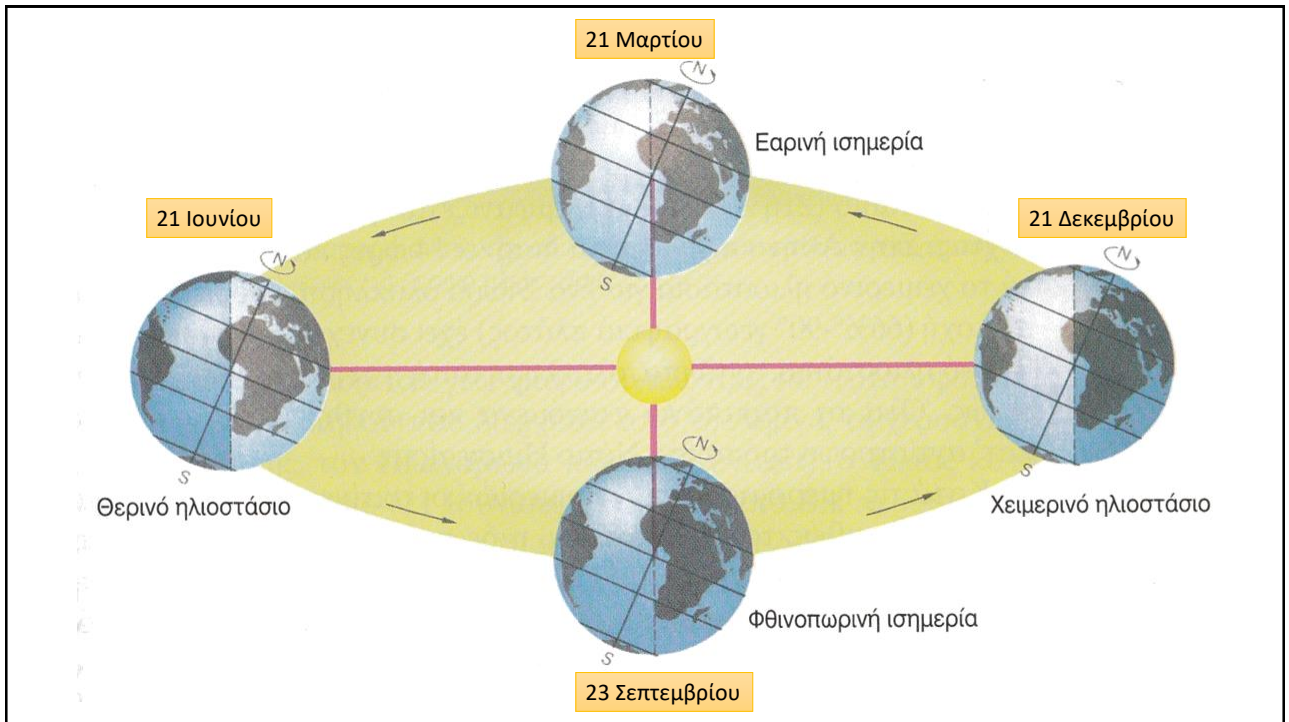 21 Μαρτίου
N
Εαρινή ισημερία
21 Ιουνίου
21 Δεκεμβρίου
N
S
N
S
N
S
Θερινό ηλιοστάσιο
Χειμερινό ηλιοστάσιο
Φθινοπωρινή ισημερία
S
23 Σεπτεμβρίου